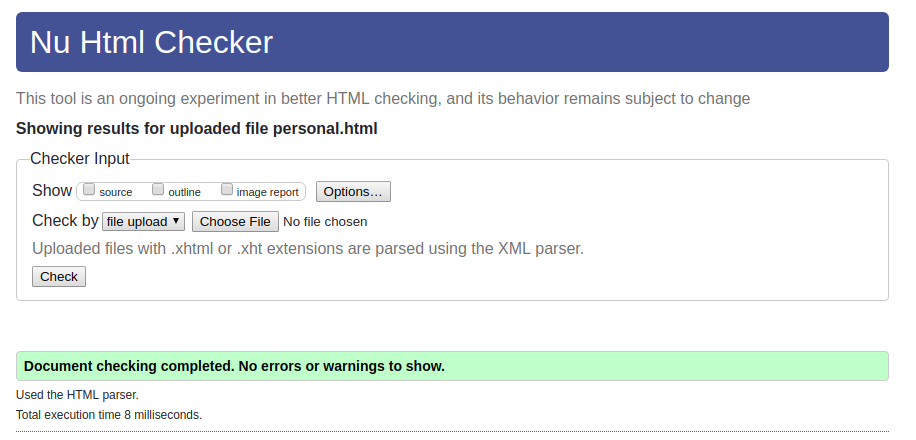 Nu Html Checker
This tool is an ongoing experiment in better HTML checking, and its behavior remains subject to change
Showing results for uploaded file personal.html
Checker Input
Show source outline image report Options...
Check by file upload Choose File No file chosen
Uploaded files with .xhtml or .xht extensions are parsed using the XML parser.
Check
Document checking completed. No errors or warnings to show.
Used the HTML parser.
Total execution time 8 milliseconds.